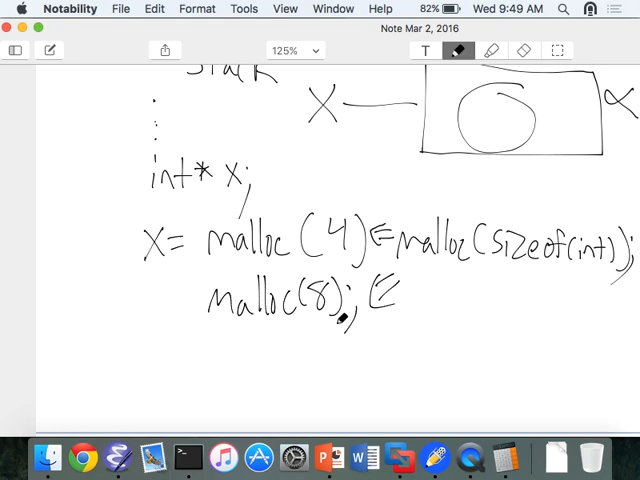 Notability File Edit Format Tools View Window Help 82% Wed 9:49 AM
Note Mar 2, 2016
125% T
Stack
X
int* x;
x= malloc (4) ⇐ malloc(sizeof(int));
malloc(8); ⇐